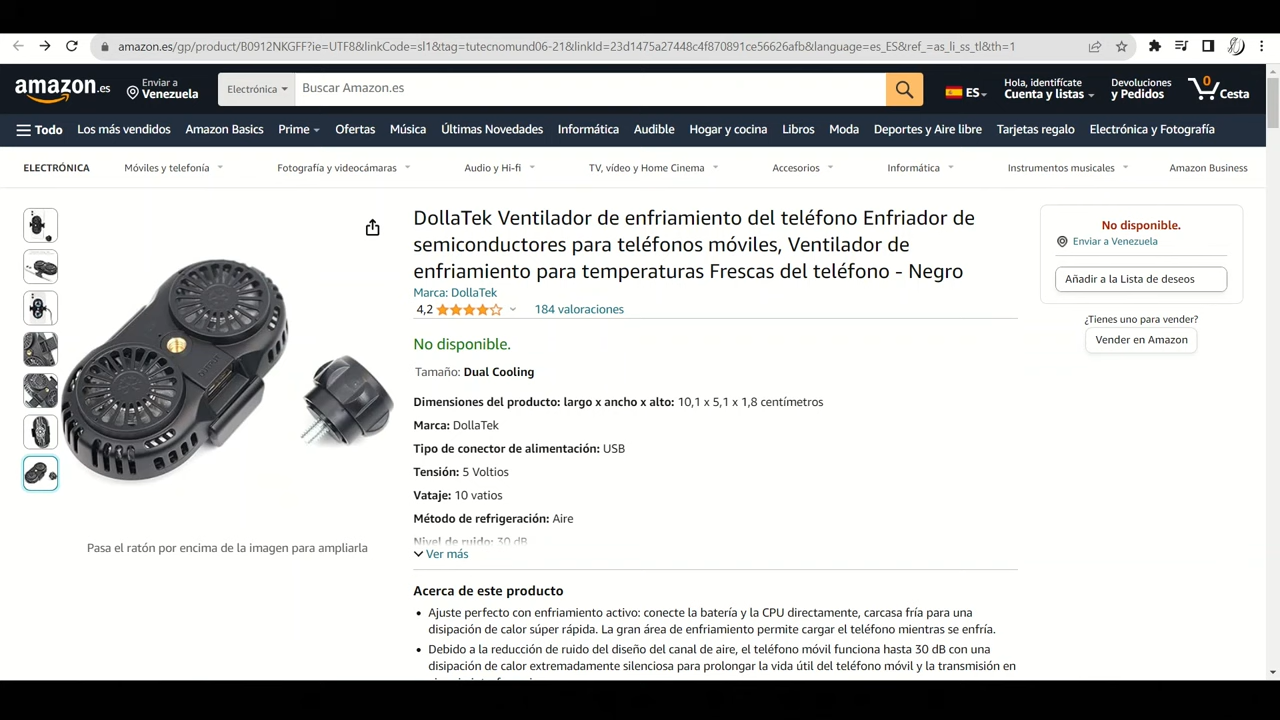 amazon.es/gp/product/B0912NKGFF?ie=UTF8&linkCode=sl1&tag=tutecnomund06-21&linkId=23d1475a27448c4f870891ce56626afb&language=es_ES&ref_=as_li_ss_tl&th=1
amazon.es
Enviar a
Venezuela
Electrónica
Buscar Amazon.es
ES
Hola, identifícate
Cuenta y listas
Devoluciones
y Pedidos
0
Cesta
Todo Los más vendidos Amazon Basics Prime Ofertas Música Últimas Novedades Informática Audible Hogar y cocina Libros Moda Deportes y Aire libre Tarjetas regalo Electrónica y Fotografía
ELECTRÓNICA Móviles y telefonía Fotografía y videocámaras Audio y Hi-fi TV, vídeo y Home Cinema Accesorios Informática Instrumentos musicales Amazon Business
DollaTek Ventilador de enfriamiento del teléfono Enfriador de
semiconductores para teléfonos móviles, Ventilador de
enfriamiento para temperaturas Frescas del teléfono - Negro
Marca: DollaTek
4,2 184 valoraciones
No disponible.
Tamaño: Dual Cooling
Dimensiones del producto: largo x ancho x alto: 10,1 x 5,1 x 1,8 centímetros
Marca: DollaTek
Tipo de conector de alimentación: USB
Tensión: 5 Voltios
Vataje: 10 vatios
Método de refrigeración: Aire
Nivel de ruido: 30 dB
Ver más
Pasa el ratón por encima de la imagen para ampliarla
Acerca de este producto
• Ajuste perfecto con enfriamiento activo: conecte la batería y la CPU directamente, carcasa fría para una
disipación de calor súper rápida. La gran área de enfriamiento permite cargar el teléfono mientras se enfría.
• Debido a la reducción de ruido del diseño del canal de aire, el teléfono móvil funciona hasta 30 dB con una
disipación de calor extremadamente silenciosa para prolongar la vida útil del teléfono móvil y la transmisión en
No disponible.
Enviar a Venezuela
Añadir a la Lista de deseos
¿Tienes uno para vender?
Vender en Amazon